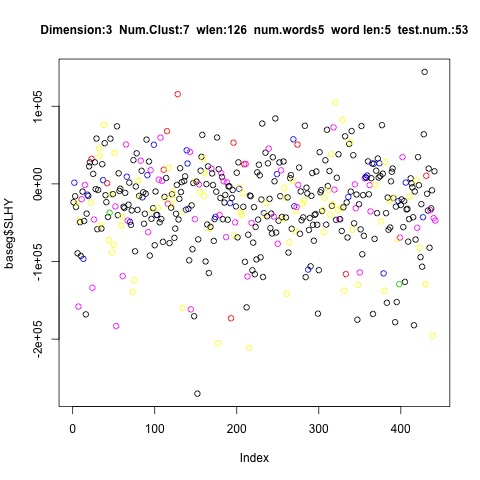 Dimension:3 Num.Clust:7 wlen:126 num.words5 word len:5 test.num.:53
1e+05
0e+00
-1e+05
-2e+05
baseg$SLHY
0 100 200 300 400
Index